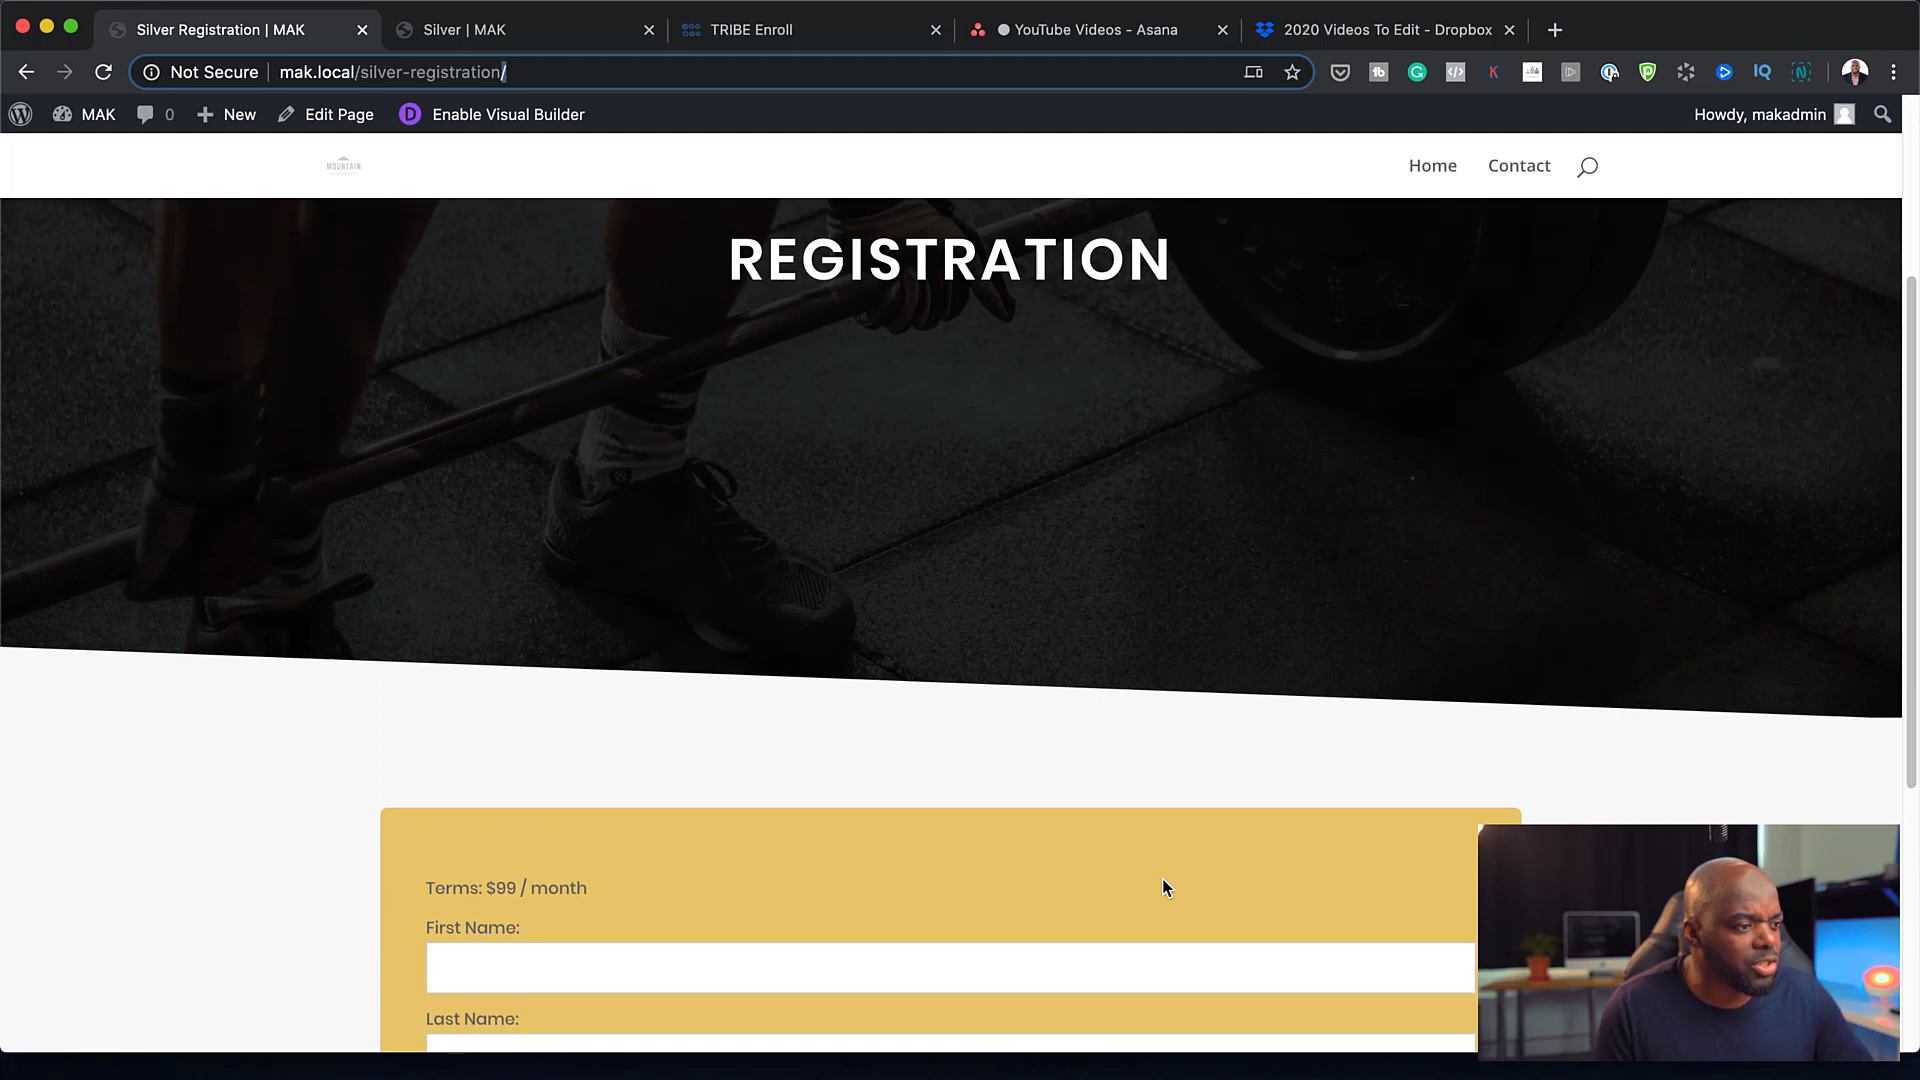 Silver Registration | MAK
Silver | MAK
TRIBE Enroll
YouTube Videos - Asana
2020 Videos To Edit - Dropbox
Not Secure
mak.local/silver-registration/
MAK
0
New
Edit Page
D
Enable Visual Builder
Howdy, makadmin
MOUNTAIN
Home
Contact
REGISTRATION
Terms: $99 / month
First Name:
Last Name: